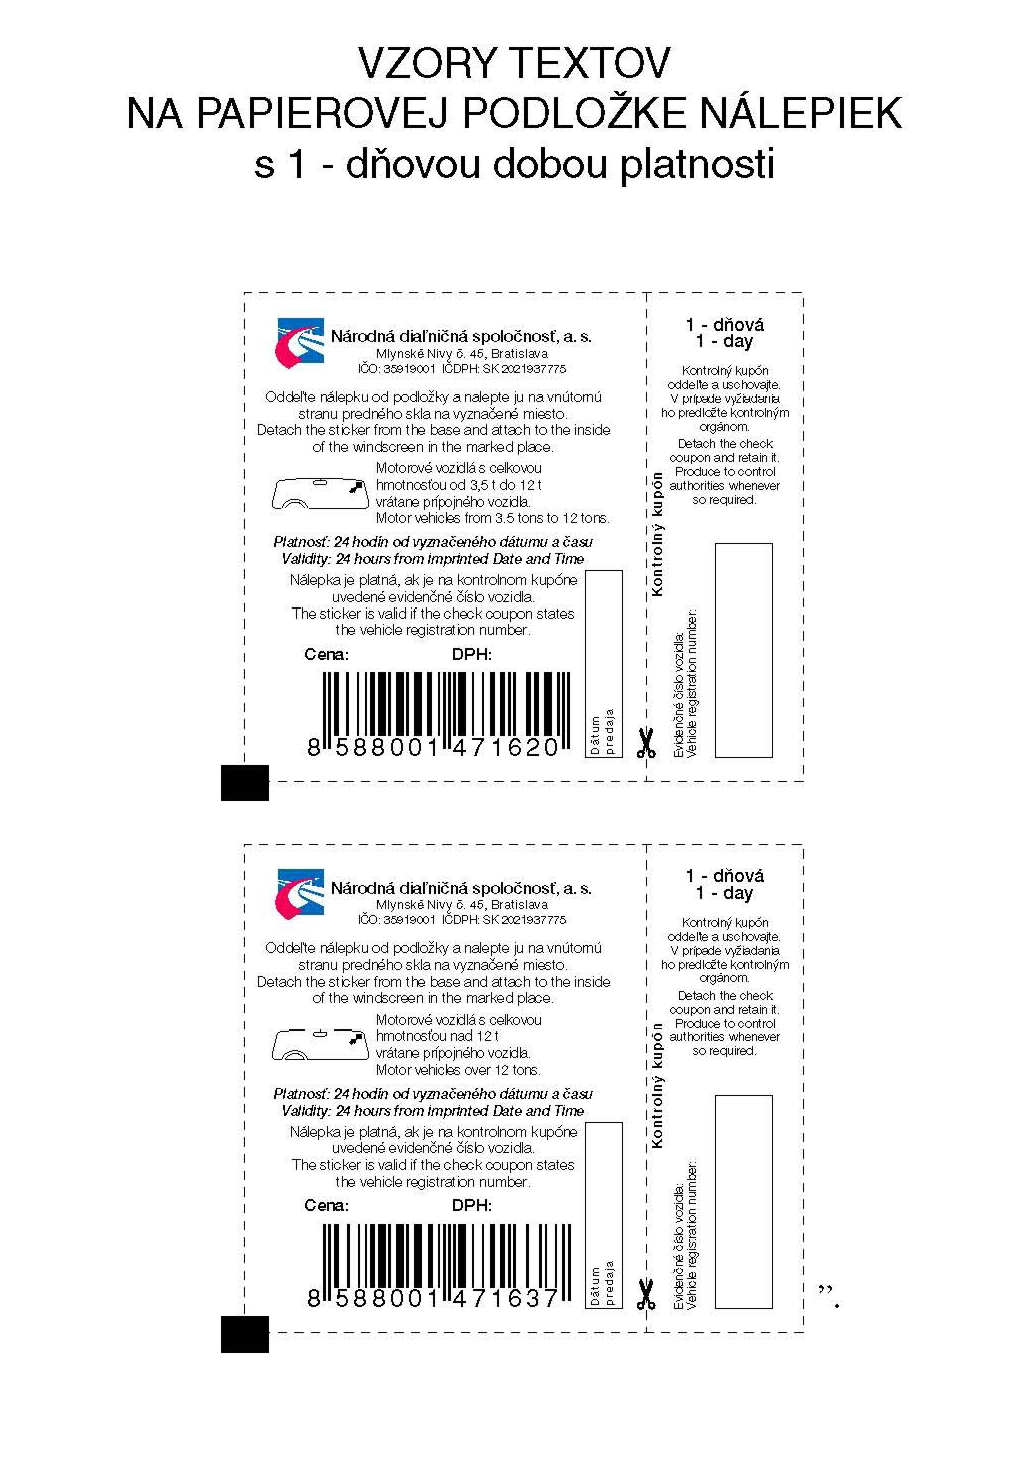 VZORY TEXTOV
NA PAPIEROVEJ PODLOŽKE NÁLEPIEK
s 1 - dňovou dobou platnosti
Národná diaľničná spoločnosť, a. s.
Mlynské Nivy č. 45, Bratislava
IČO: 35919001 IČDPH: SK 2021937775
Oddeľte nálepku od podložky a nalepte ju na vnútornú
stranu predného skla na vyznačené miesto.
Detach the sticker from the base and attach to the inside
of the windscreen in the marked place.
Motorové vozidlá s celkovou
hmotnosťou od 3,5 t do 12 t
vrátane prípojného vozidla.
Motor vehicles from 3.5 tons to 12 tons.
Platnosť: 24 hodín od vyznačeného dátumu a času
Validity: 24 hours from Imprinted Date and Time
Nálepka je platná, ak je na kontrolnom kupóne
uvedené evidenčné číslo vozidla.
The sticker is valid if the check coupon states
the vehicle registration number.
Cena: DPH:
8 588001 471620
Dátum
predaja
Kontrolný kupón
1 - dňová
1 - day
Kontrolný kupón
oddeľte a uschovajte.
V prípade vyžiadania
ho predložte kontrolným
orgánom.
Detach the check
coupon and retain it.
Produce to control
authorities whenever
so required.
Evidenčné číslo vozidla:
Vehicle registration number:
Národná diaľničná spoločnosť, a. s.
Mlynské Nivy č. 45, Bratislava
IČO: 35919001 IČDPH: SK 2021937775
Oddeľte nálepku od podložky a nalepte ju na vnútornú
stranu predného skla na vyznačené miesto.
Detach the sticker from the base and attach to the inside
of the windscreen in the marked place.
Motorové vozidlá s celkovou
hmotnosťou nad 12 t
vrátane prípojného vozidla.
Motor vehicles over 12 tons.
Platnosť: 24 hodín od vyznačeného dátumu a času
Validity: 24 hours from Imprinted Date and Time
Nálepka je platná, ak je na kontrolnom kupóne
uvedené evidenčné číslo vozidla.
The sticker is valid if the check coupon states
the vehicle registration number.
Cena: DPH:
8 588001 471637
Dátum
predaja
Kontrolný kupón
1 - dňová
1 - day
Kontrolný kupón
oddeľte a uschovajte.
V prípade vyžiadania
ho predložte kontrolným
orgánom.
Detach the check
coupon and retain it.
Produce to control
authorities whenever
so required.
Evidenčné číslo vozidla:
Vehicle registration number:
”.